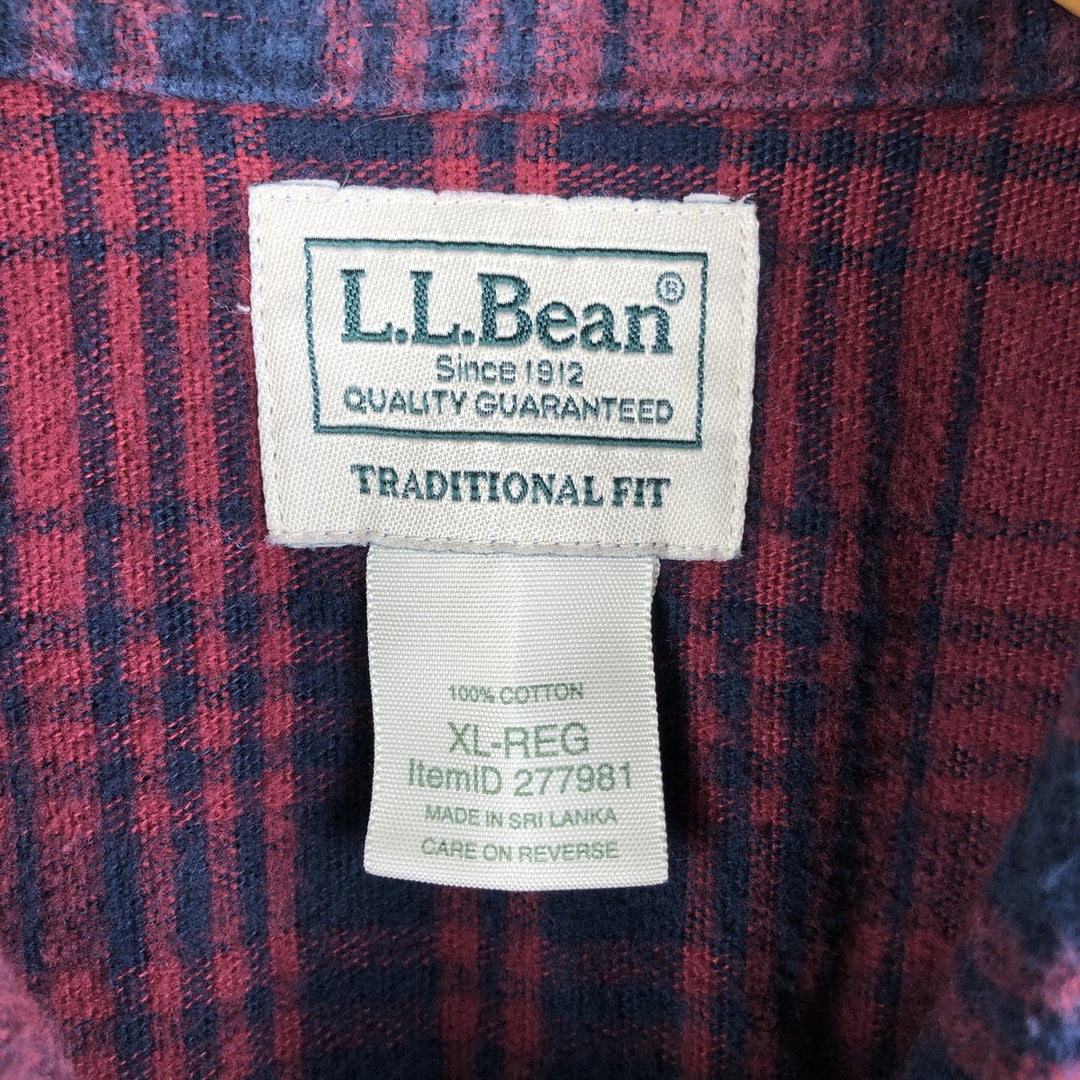 L.L.Bean®
Since 1912
QUALITY GUARANTEED
TRADITIONAL FIT
100% COTTON
XL-REG
ItemID 277981
MADE IN SRI LANKA
CARE ON REVERSE